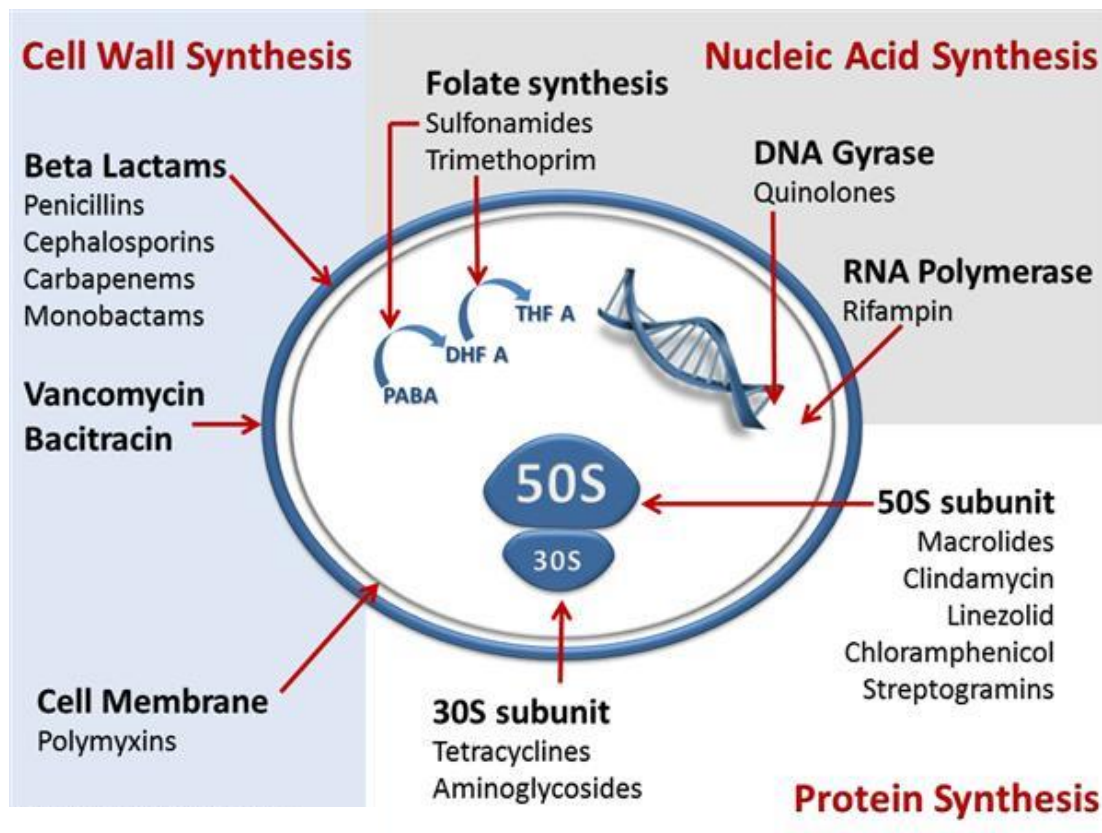 Cell Wall Synthesis
Beta Lactams
Penicillins
Cephalosporins
Carbapenems
Monobactams
Vancomycin
Bacitracin
Cell Membrane
Polymyxins
Nucleic Acid Synthesis
Folate synthesis
Sulfonamides
Trimethoprim
DNA Gyrase
Quinolones
RNA Polymerase
Rifampin
THF A
DHF A
PABA
50S
30S
50S subunit
Macrolides
Clindamycin
Linezolid
Chloramphenicol
Streptogramins
30S subunit
Tetracyclines
Aminoglycosides
Protein Synthesis